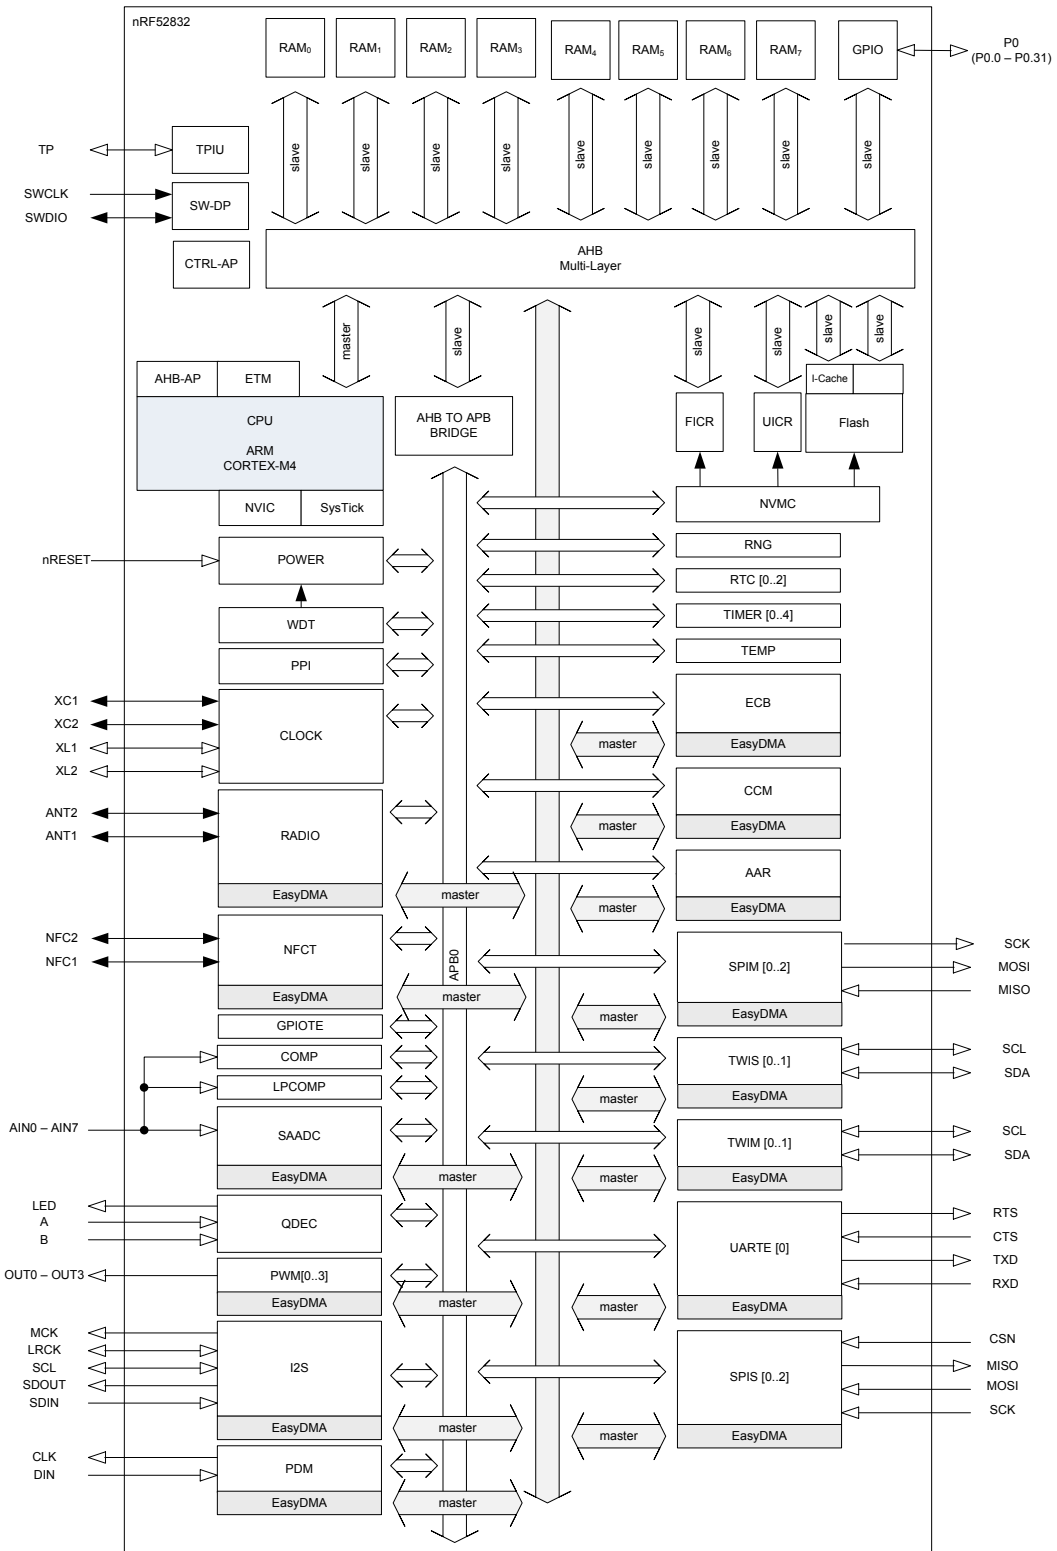 nRF52832
RAM0 RAM1 RAM2 RAM3 RAM4 RAM5 RAM6 RAM7 GPIO
P0
(P0.0 – P0.31)
slave slave slave slave slave slave slave slave slave
TP
TPIU
SWCLK
SWDIO
SW-DP
CTRL-AP
AHB
Multi-Layer
master slave slave slave slave slave
AHB-AP ETM
CPU
ARM
CORTEX-M4
NVIC SysTick
AHB TO APB
BRIDGE
FICR
UICR
I-Cache
Flash
NVMC
nRESET
POWER
RNG
RTC [0..2]
WDT
TIMER [0..4]
PPI
TEMP
XC1
XC2
XL1
XL2
CLOCK
ECB
master EasyDMA
ANT2
ANT1
RADIO
EasyDMA master
CCM
master EasyDMA
AAR
master EasyDMA
NFC2
NFC1
NFCT
EasyDMA master
APB0
SPIM [0..2]
master EasyDMA
SCK
MOSI
MISO
GPIOTE
COMP
LPCOMP
AIN0 – AIN7
SAADC
EasyDMA master
TWIS [0..1]
master EasyDMA
SCL
SDA
TWIM [0..1]
master EasyDMA
SCL
SDA
LED
A
B
QDEC
UARTE [0]
master EasyDMA
RTS
CTS
TXD
RXD
OUT0 – OUT3
PWM[0..3]
EasyDMA master
MCK
LRCK
SCL
SDOUT
SDIN
I2S
EasyDMA master
SPIS [0..2]
master EasyDMA
CSN
MISO
MOSI
SCK
CLK
DIN
PDM
EasyDMA master